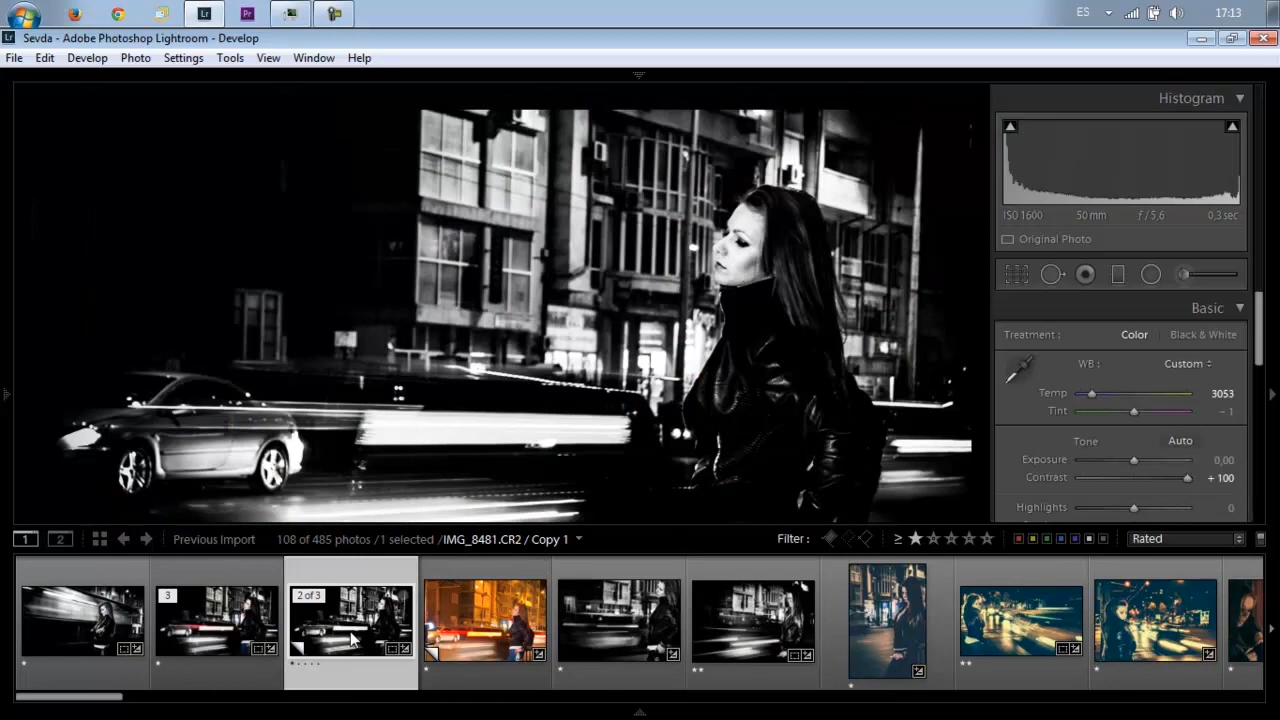 Lr
Pr
ES
17:13
Lr
Sevda - Adobe Photoshop Lightroom - Develop
File Edit Develop Photo Settings Tools View Window Help
Histogram
ISO 1600 50 mm ƒ / 5,6 0,3 sec
Original Photo
Basic
Treatment : Color Black & White
WB : Custom
Temp 3053
Tint − 1
Tone Auto
Exposure 0,00
Contrast + 100
Highlights 0
1 2 Previous Import 108 of 485 photos / 1 selected / IMG_8481.CR2 / Copy 1 Filter : ≥ Rated
3
2 of 3